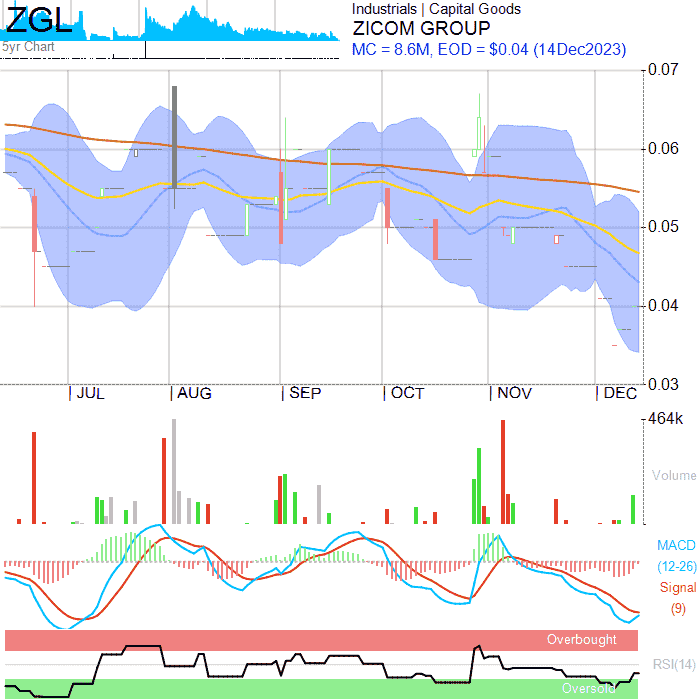 ZGL
5yr Chart
Industrials | Capital Goods
ZICOM GROUP
MC = 8.6M, EOD = $0.04 (14Dec2023)
0.07
0.06
0.05
0.04
0.03
| JUL | AUG | SEP | OCT | NOV | DEC
464k
Volume
MACD
(12-26)
Signal
(9)
Overbought
RSI(14)
Oversold